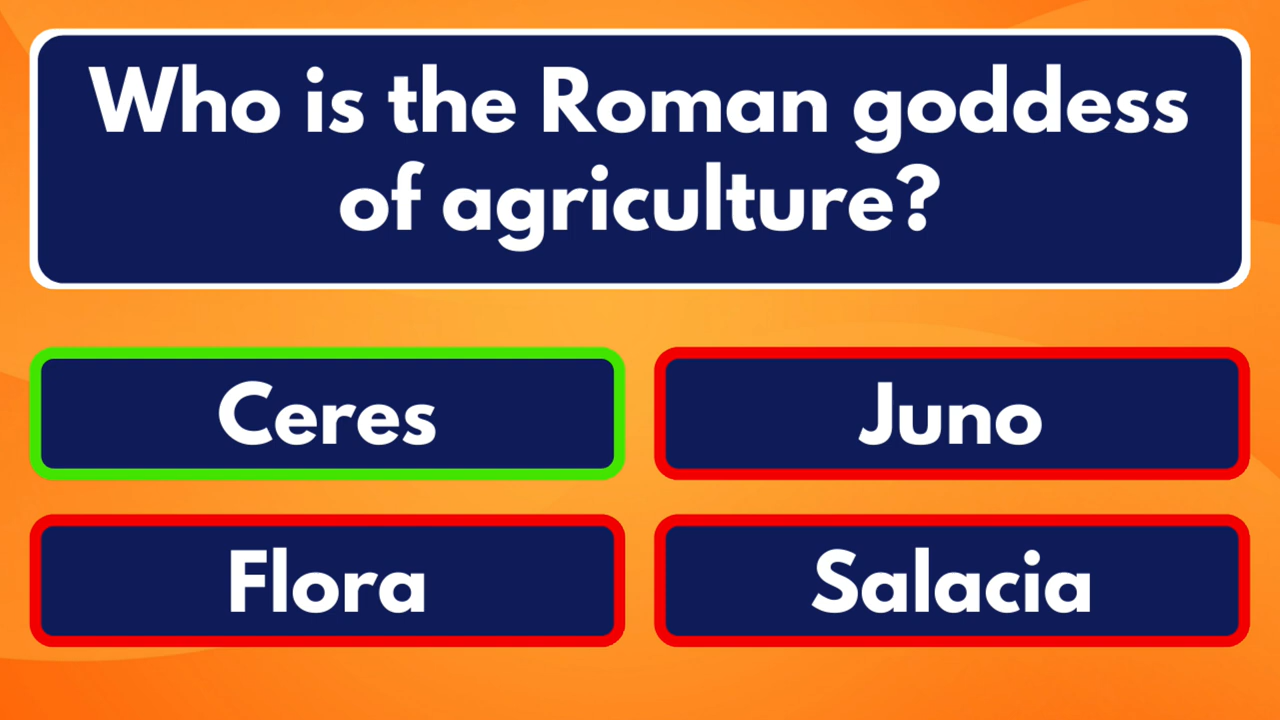 Who is the Roman goddess
of agriculture?
Ceres
Juno
Flora
Salacia